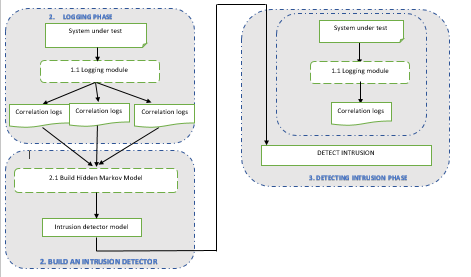 2. LOGGING PHASE
System under test
1.1 Logging module
Correlation logs
Correlation logs
Correlation logs
2.1 Build Hidden Markov Model
Intrusion detector model
2. BUILD AN INTRUSION DETECTOR
System under test
1.1 Logging module
Correlation logs
DETECT INTRUSION
3. DETECTING INTRUSION PHASE